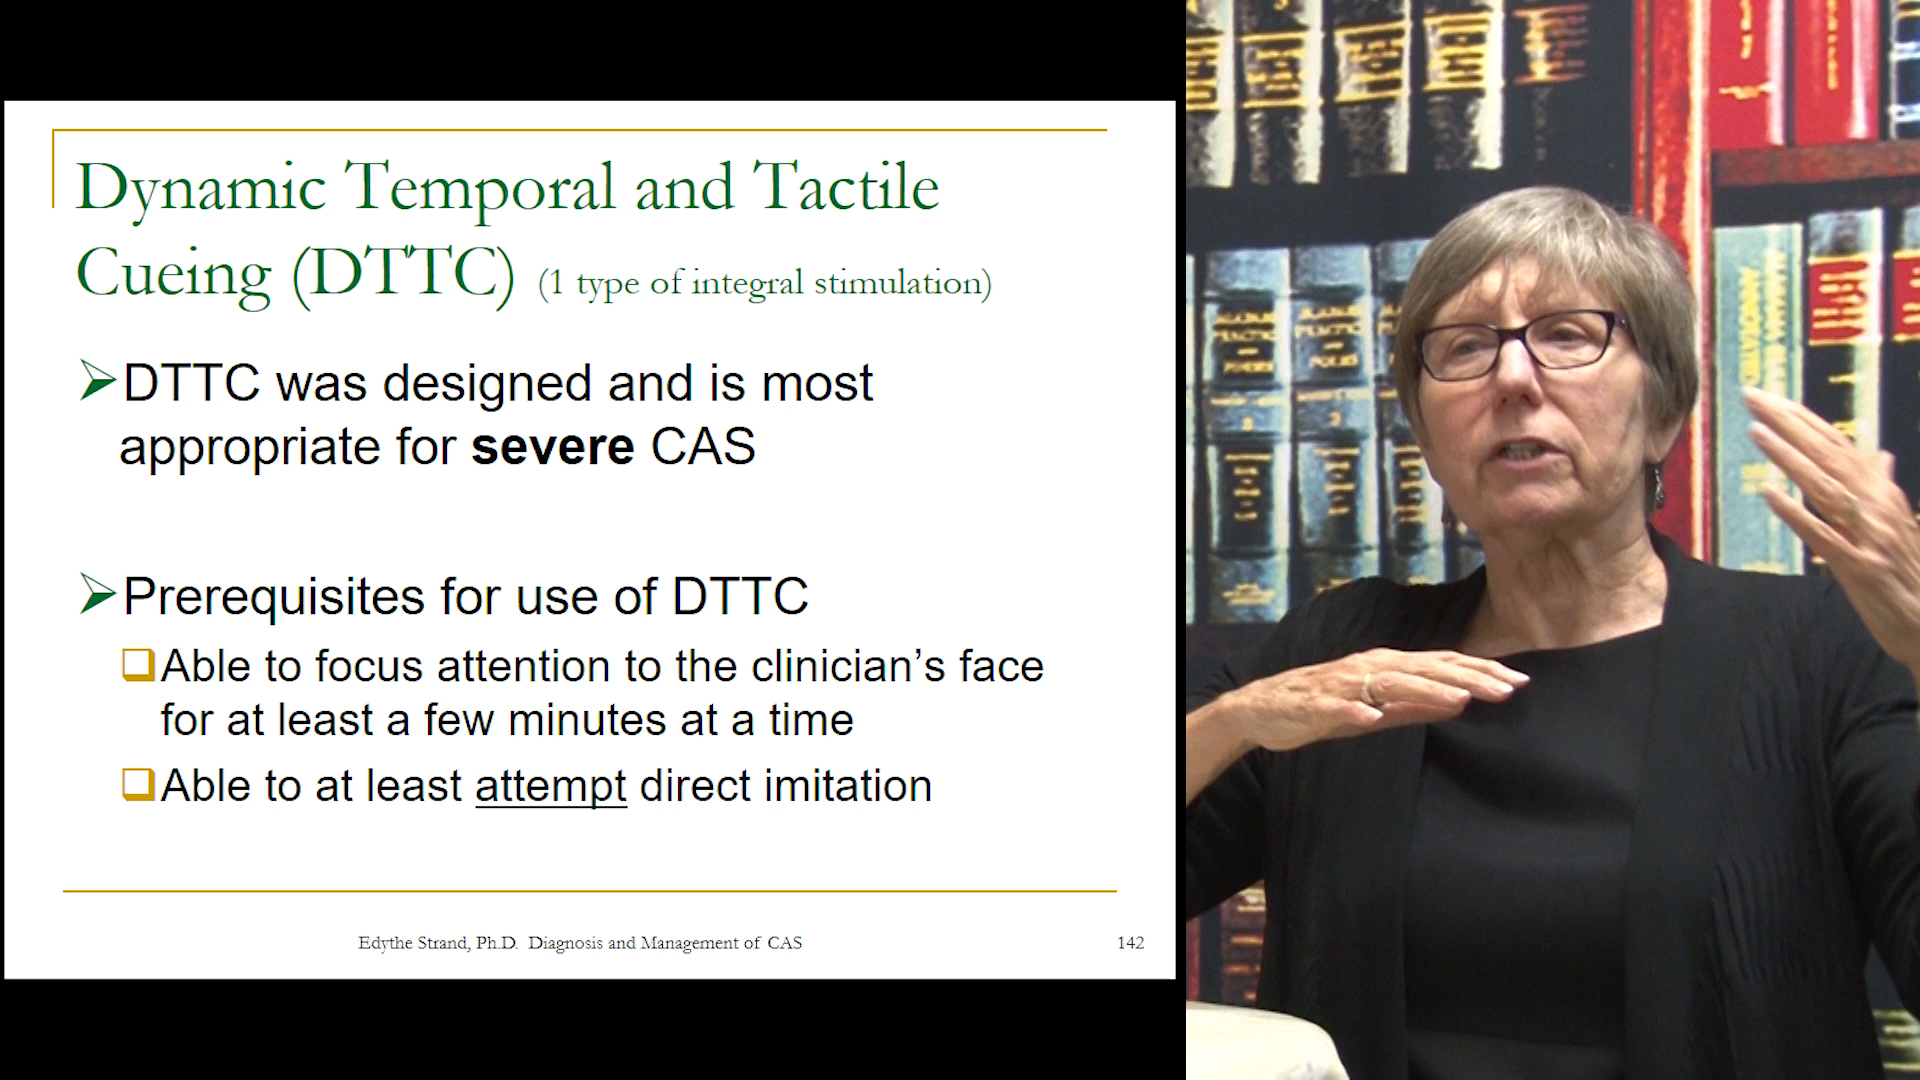 Dynamic Temporal and Tactile
Cueing (DTTC) (1 type of integral stimulation)
DTTC was designed and is most
appropriate for severe CAS
Prerequisites for use of DTTC
Able to focus attention to the clinician's face
for at least a few minutes at a time
Able to at least attempt direct imitation
Edythe Strand, Ph.D. Diagnosis and Management of CAS 142